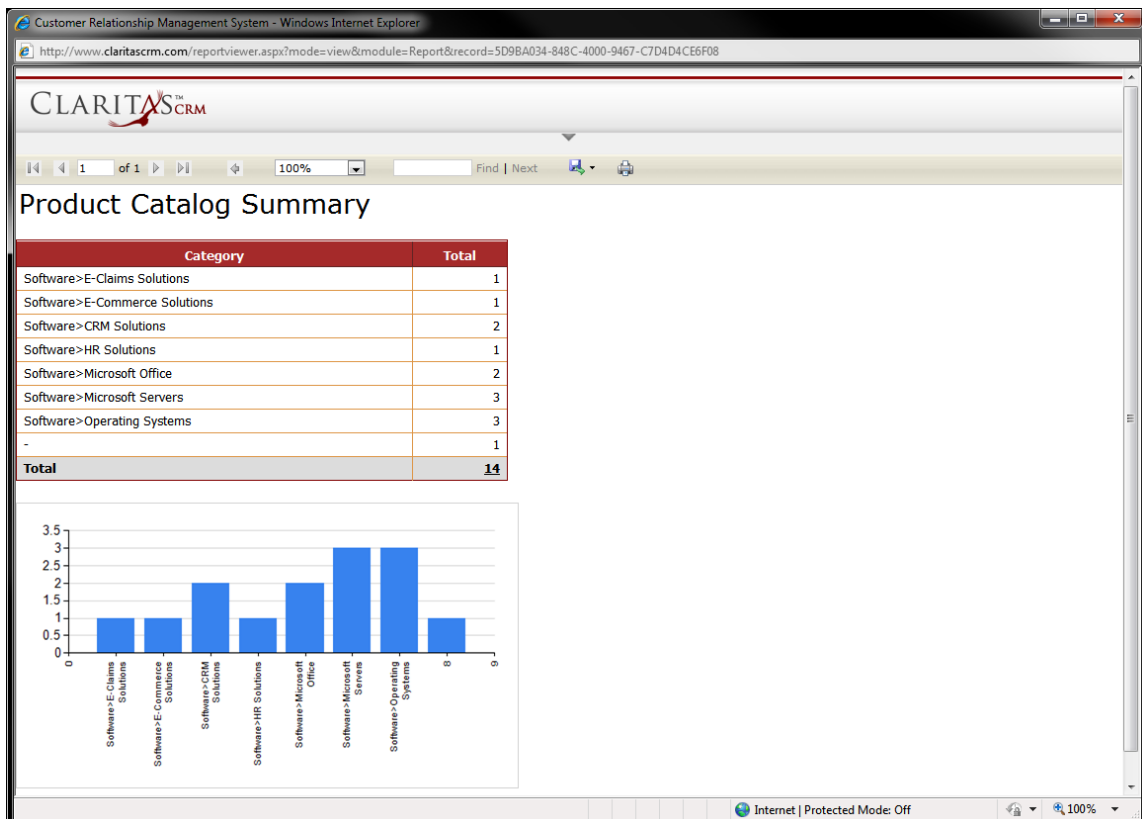 Customer Relationship Management System - Windows Internet Explorer
http://www.claritascrm.com/reportviewer.aspx?mode=view&module=Report&record=5D9BA034-848C-4000-9467-C7D4D4CE6F08
CLARITAS™CRM
1 of 1 100% Find | Next
Product Catalog Summary
Category Total
Software>E-Claims Solutions 1
Software>E-Commerce Solutions 1
Software>CRM Solutions 2
Software>HR Solutions 1
Software>Microsoft Office 2
Software>Microsoft Servers 3
Software>Operating Systems 3
- 1
Total 14
3.5
3
2.5
2
1.5
1
0.5
0
0
Software>E-Claims
Solutions
Software>E-Commerce
Solutions
Software>CRM
Solutions
Software>HR Solutions
Software>Microsoft
Office
Software>Microsoft
Servers
Software>Operating
Systems
8
9
Internet | Protected Mode: Off 100%